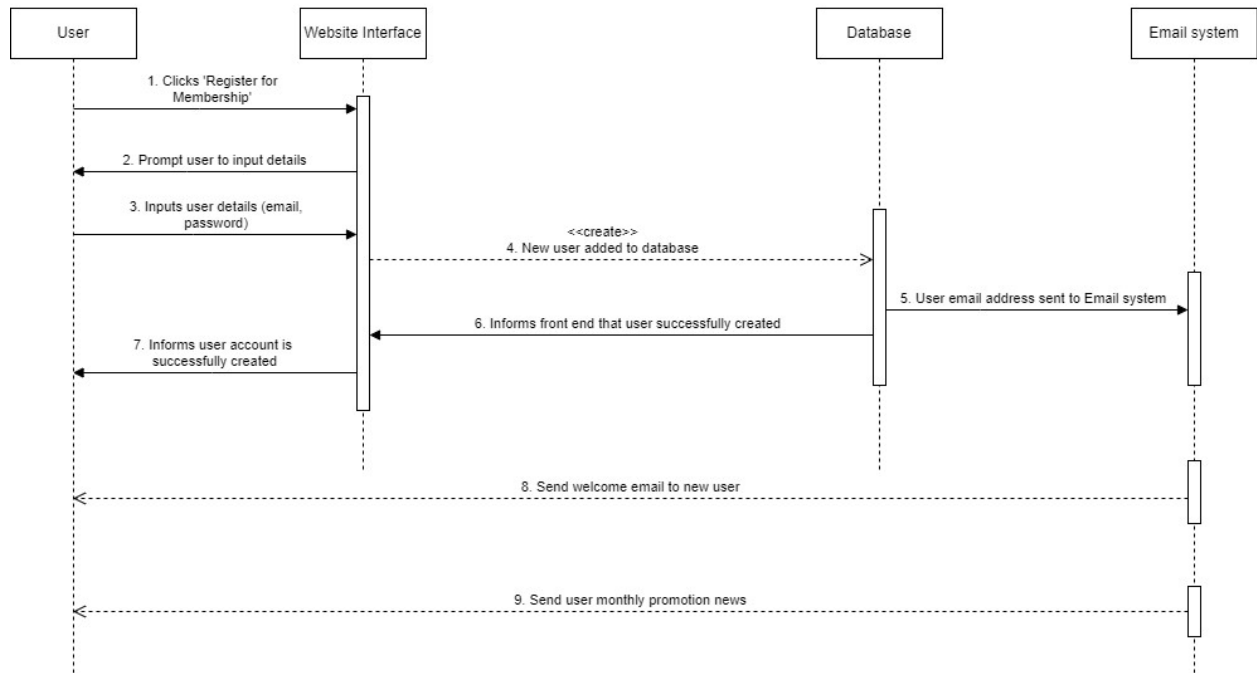 User
Website Interface
Database
Email system
1. Clicks 'Register for
Membership'
2. Prompt user to input details
3. Inputs user details (email,
password)
<<create>>
4. New user added to database
5. User email address sent to Email system
6. Informs front end that user successfully created
7. Informs user account is
successfully created
8. Send welcome email to new user
9. Send user monthly promotion news